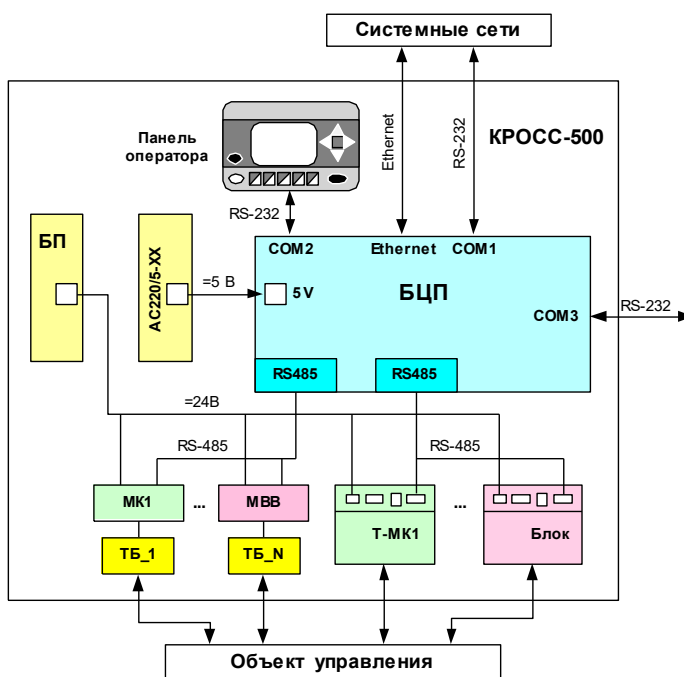 Системные сети
КРОСС-500
Панель
оператора
Ethernet
RS-232
RS-232
БП
AC220/5-XX
=5 В
COM2
Ethernet
COM1
5V
БЦП
COM3
RS-232
RS485
RS485
=24В
RS-485
RS-485
МК1
...
МВВ
Т-МК1
...
Блок
ТБ_1
ТБ_N
Объект управления